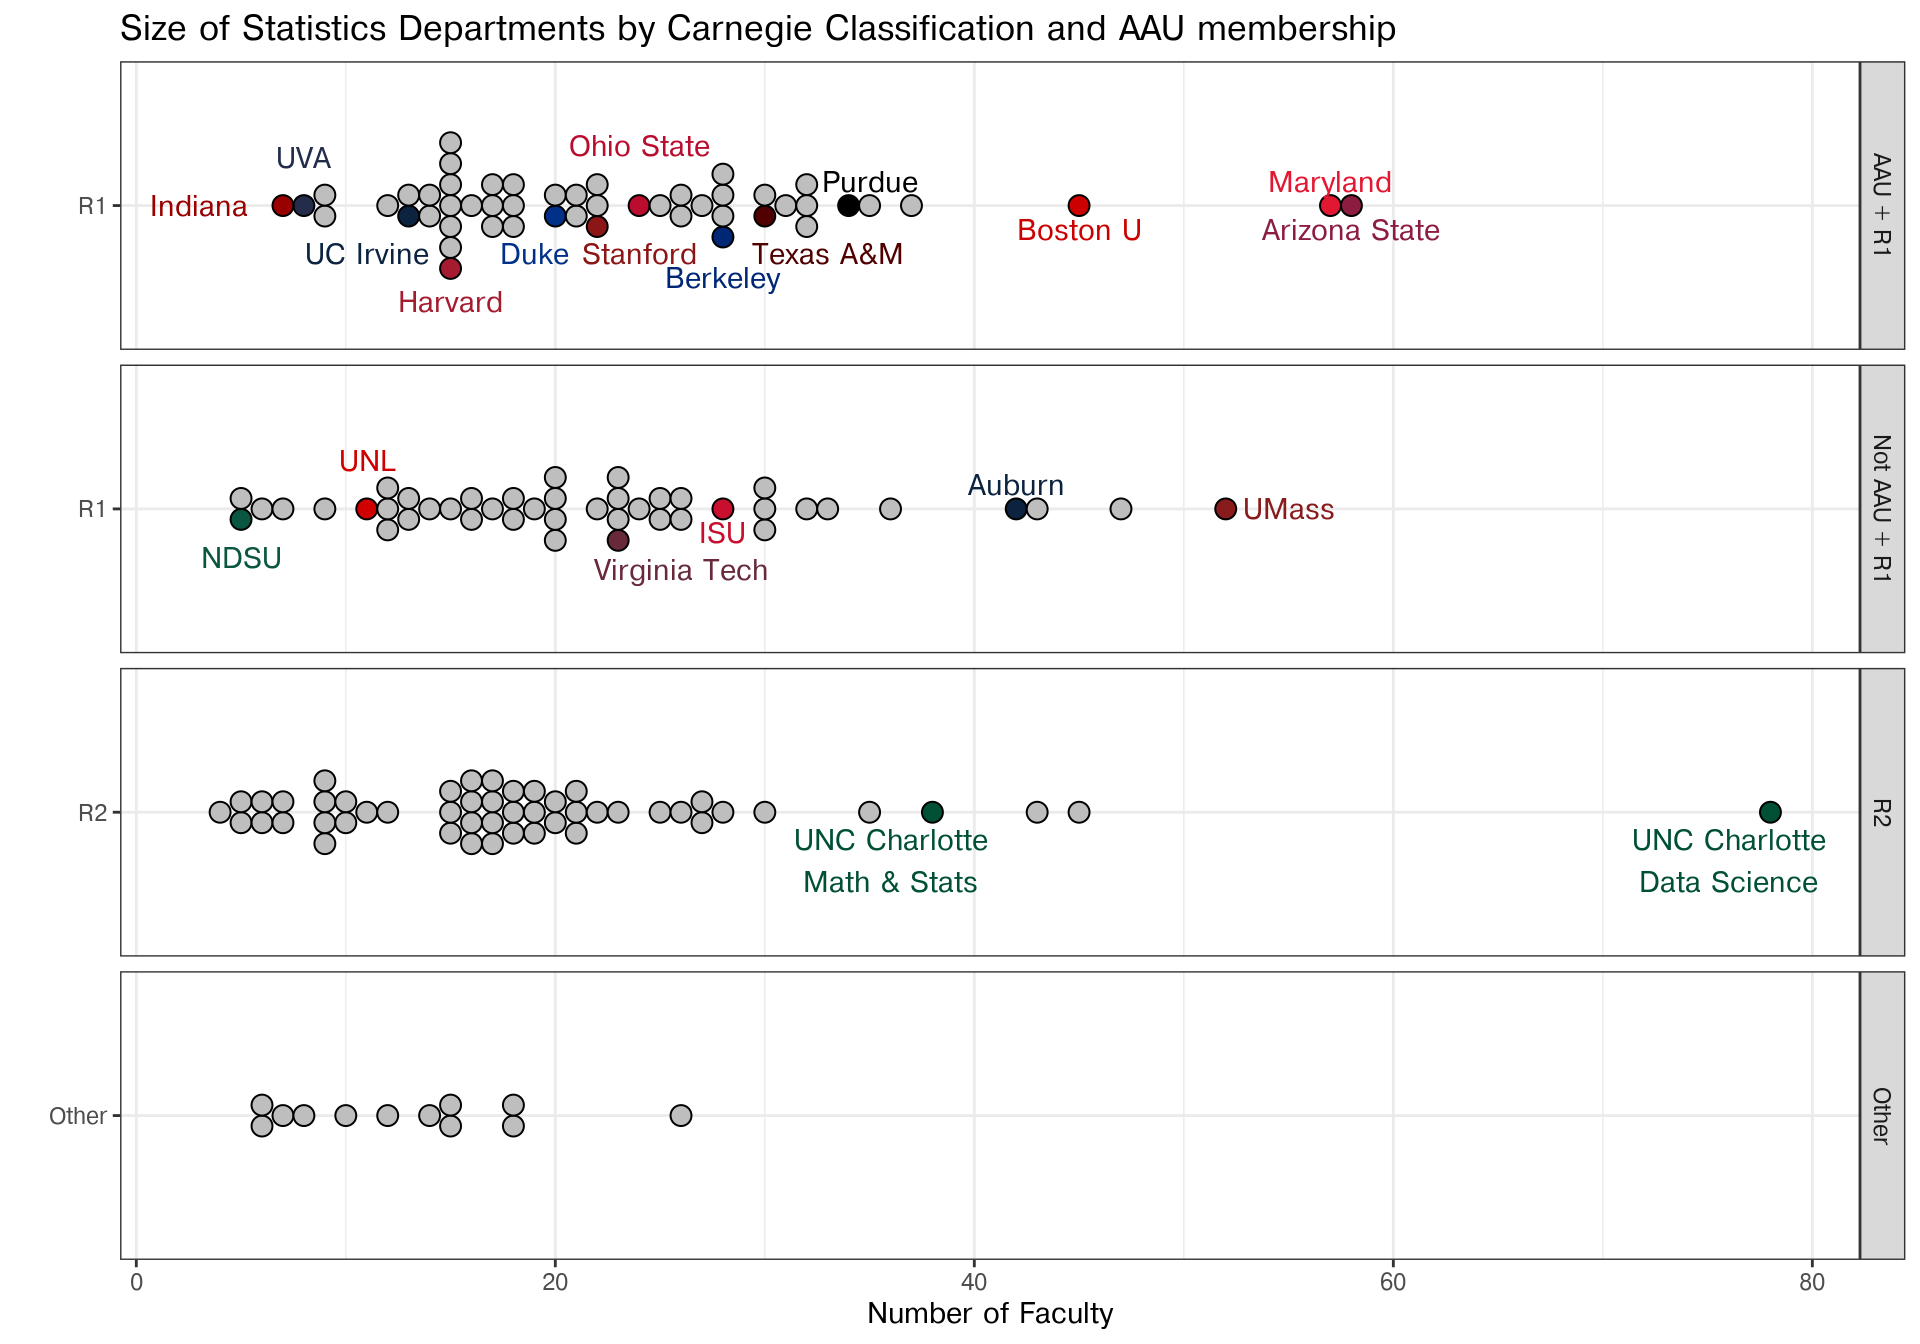 Size of Statistics Departments by Carnegie Classification and AAU membership
Ohio State
UVA
Purdue
Maryland
R1
Indiana
AAU + R1
Boston U
Arizona State
UC Irvine
Duke
Stanford
Texas A&M
Berkeley
Harvard
UNL
Auburn
R1
UMass
Not AAU + R1
ISU
NDSU
Virginia Tech
R2
R2
UNC Charlotte
Math & Stats
UNC Charlotte
Data Science
Other
Other
0
20
40
60
80
Number of Faculty